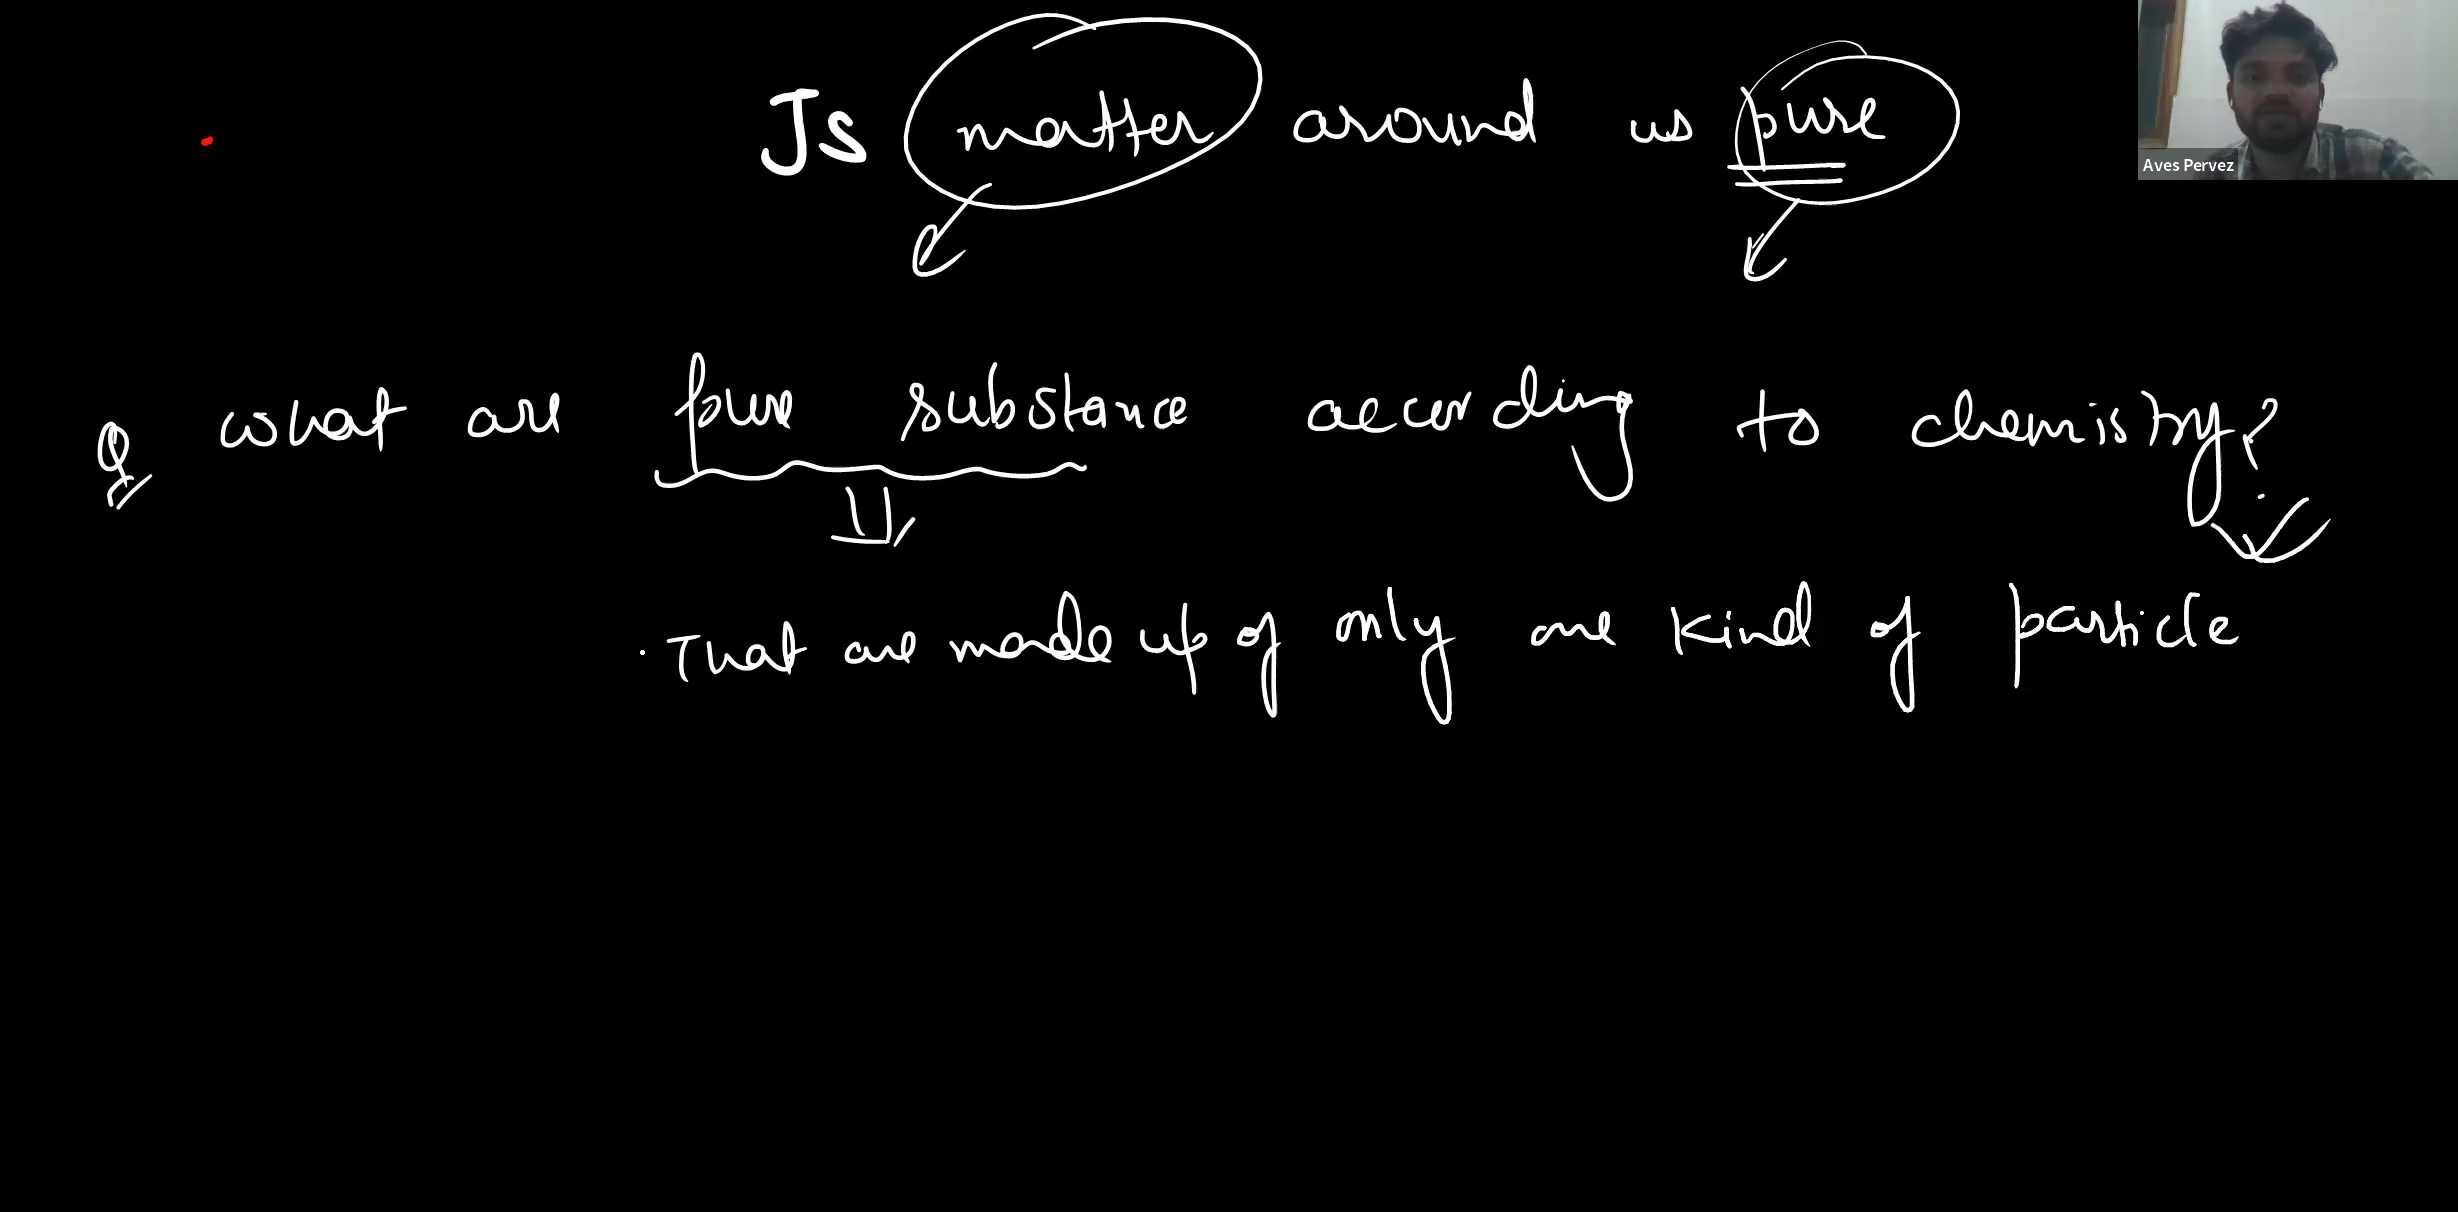 Is matter around us pure
Aves Pervez
Q what are pure substance according to chemistry?
That are made up of only one kind of particle